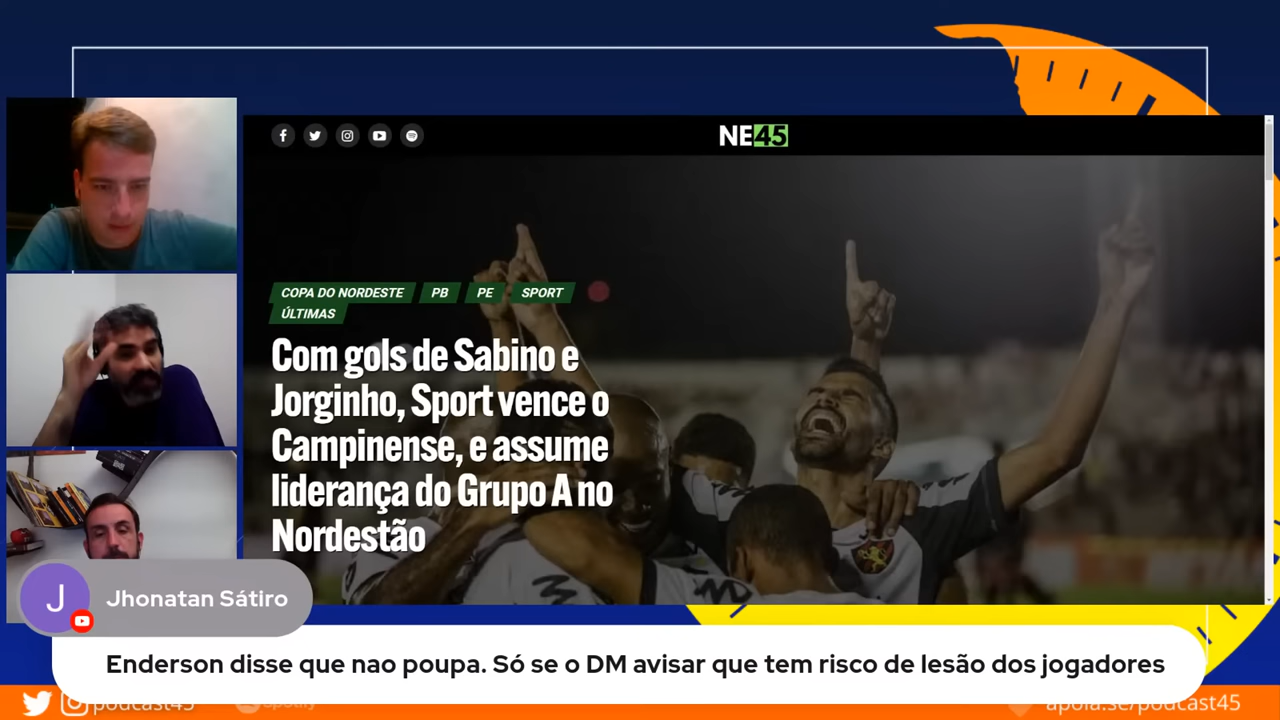 NE45
COPA DO NORDESTE PB PE SPORT
ÚLTIMAS
Com gols de Sabino e
Jorginho, Sport vence o
Campinense, e assume
liderança do Grupo A no
Nordestão
J Jhonatan Sátiro
Enderson disse que nao poupa. Só se o DM avisar que tem risco de lesão dos jogadores
podcast45 Spotify apoia.se/podcast45